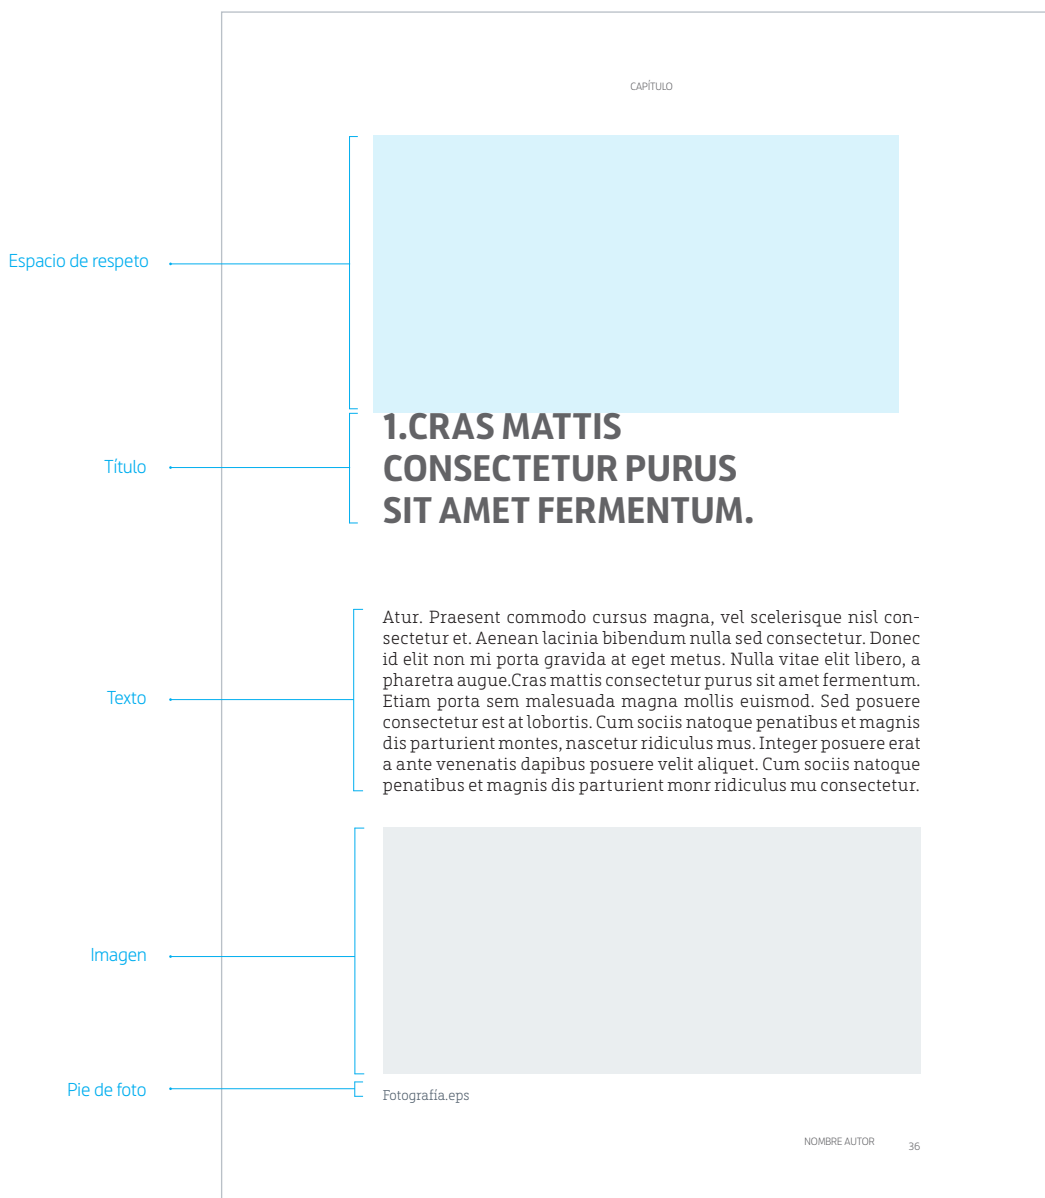 CAPÍTULO
Espacio de respeto
Título
1.CRAS MATTIS
CONSECTETUR PURUS
SIT AMET FERMENTUM.
Texto
Atur. Praesent commodo cursus magna, vel scelerisque nisl con-
sectetur et. Aenean lacinia bibendum nulla sed consectetur. Donec
id elit non mi porta gravida at eget metus. Nulla vitae elit libero, a
pharetra augue.Cras mattis consectetur purus sit amet fermentum.
Etiam porta sem malesuada magna mollis euismod. Sed posuere
consectetur est at lobortis. Cum sociis natoque penatibus et magnis
dis parturient montes, nascetur ridiculus mus. Integer posuere erat
a ante venenatis dapibus posuere velit aliquet. Cum sociis natoque
penatibus et magnis dis parturient monr ridiculus mu consectetur.
Imagen
Pie de foto
Fotografía.eps
NOMBRE AUTOR 36